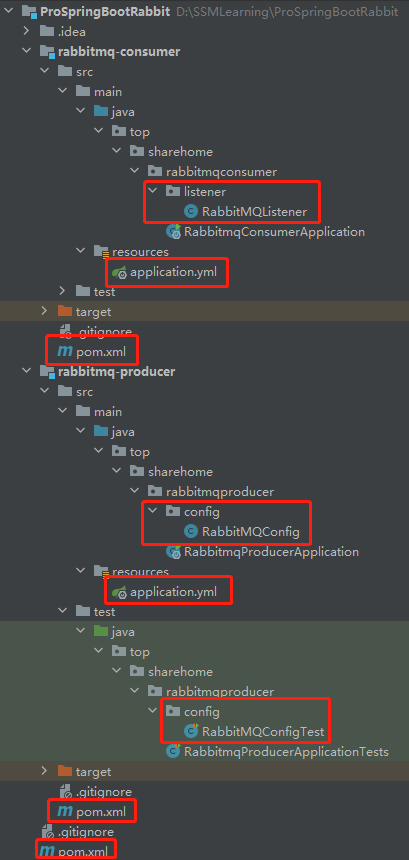 ProSpringBootRabbit D:\SSMLearning\ProSpringBootRabbit
.idea
rabbitmq-consumer
src
main
java
top
sharehome
rabbitmqconsumer
listener
RabbitMQListener
RabbitmqConsumerApplication
resources
application.yml
test
target
.gitignore
pom.xml
rabbitmq-producer
src
main
java
top
sharehome
rabbitmqproducer
config
RabbitMQConfig
RabbitmqProducerApplication
resources
application.yml
test
java
top
sharehome
rabbitmqproducer
config
RabbitMQConfigTest
RabbitmqProducerApplicationTests
target
.gitignore
pom.xml
.gitignore
pom.xml